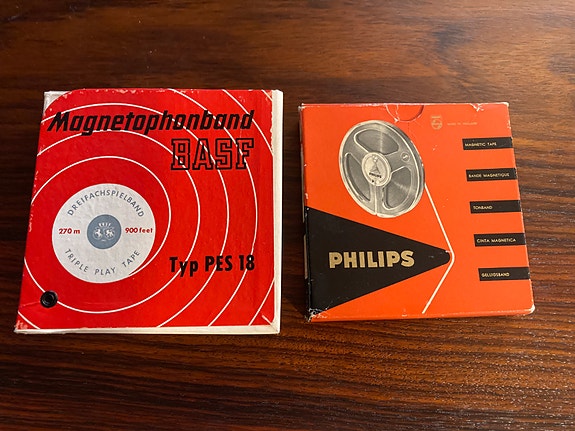 Magnetophonband
BASF
DREIFACHSPIELBAND
270 m 900 feet
TRIPLE PLAY TAPE
Typ PES 18
MAGNETIC TAPE
BANDE MAGNETIQUE
TONBAND
CINTA MAGNETICA
GELUIDSBAND
PHILIPS